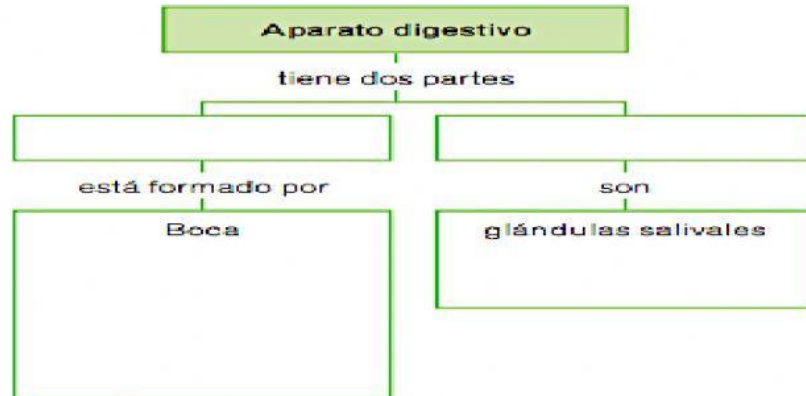 Aparato digestivo
tiene dos partes
está formado por
son
Boca
glándulas salivales